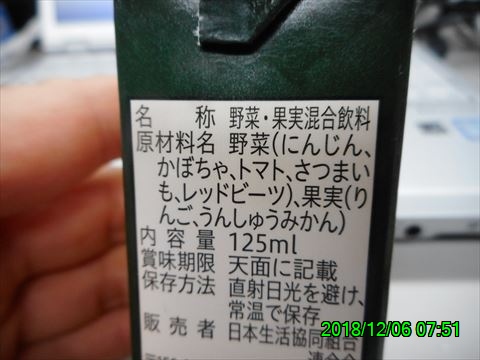 名称 野菜・果実混合飲料
原材料名 野菜(にんじん、
かぼちゃ、トマト、さつまい
も、レッドビーツ)、果実(り
んご、うんしゅうみかん)
内容量 125ml
賞味期限 天面に記載
保存方法 直射日光を避け、
常温で保存
販売者 日本生活協同組合
2018/12/06 07:51